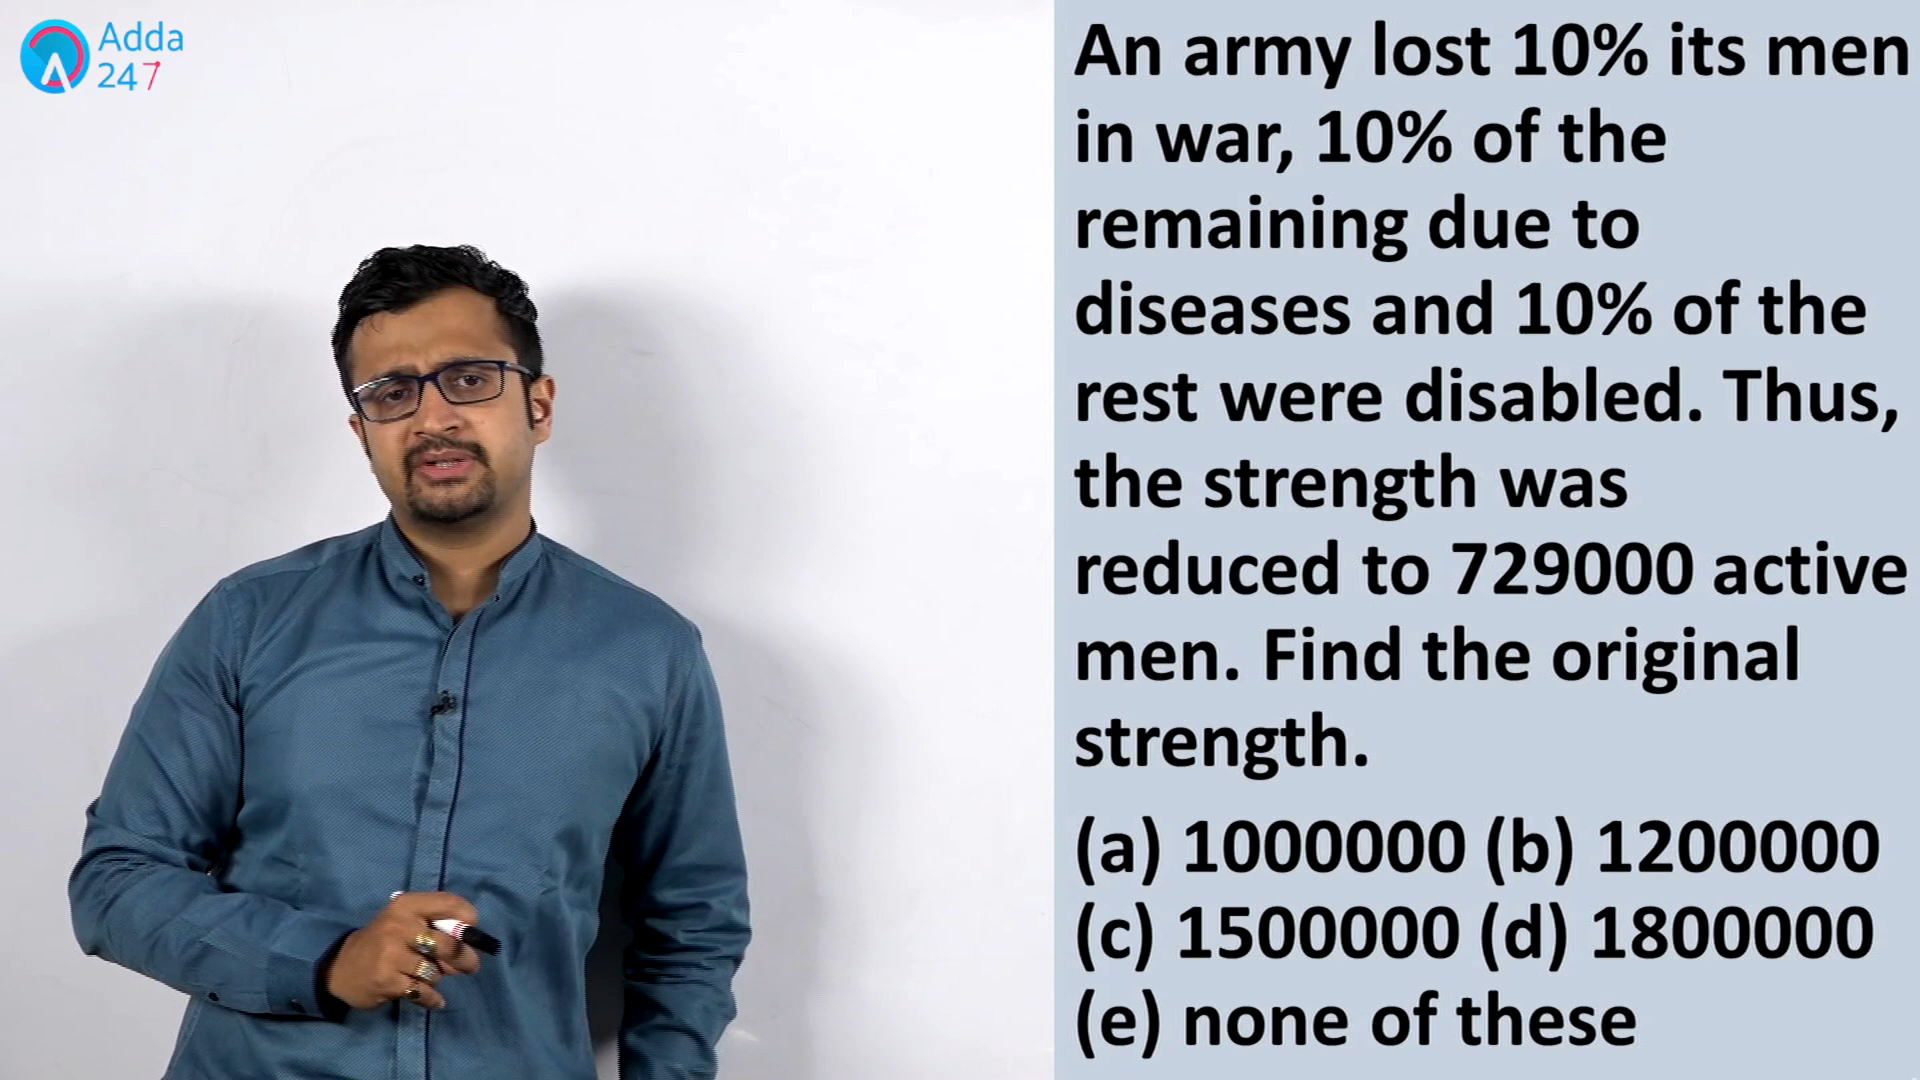 Adda
247
An army lost 10% its men
in war, 10% of the
remaining due to
diseases and 10% of the
rest were disabled. Thus,
the strength was
reduced to 729000 active
men. Find the original
strength.
(a) 1000000 (b) 1200000
(c) 1500000 (d) 1800000
(e) none of these